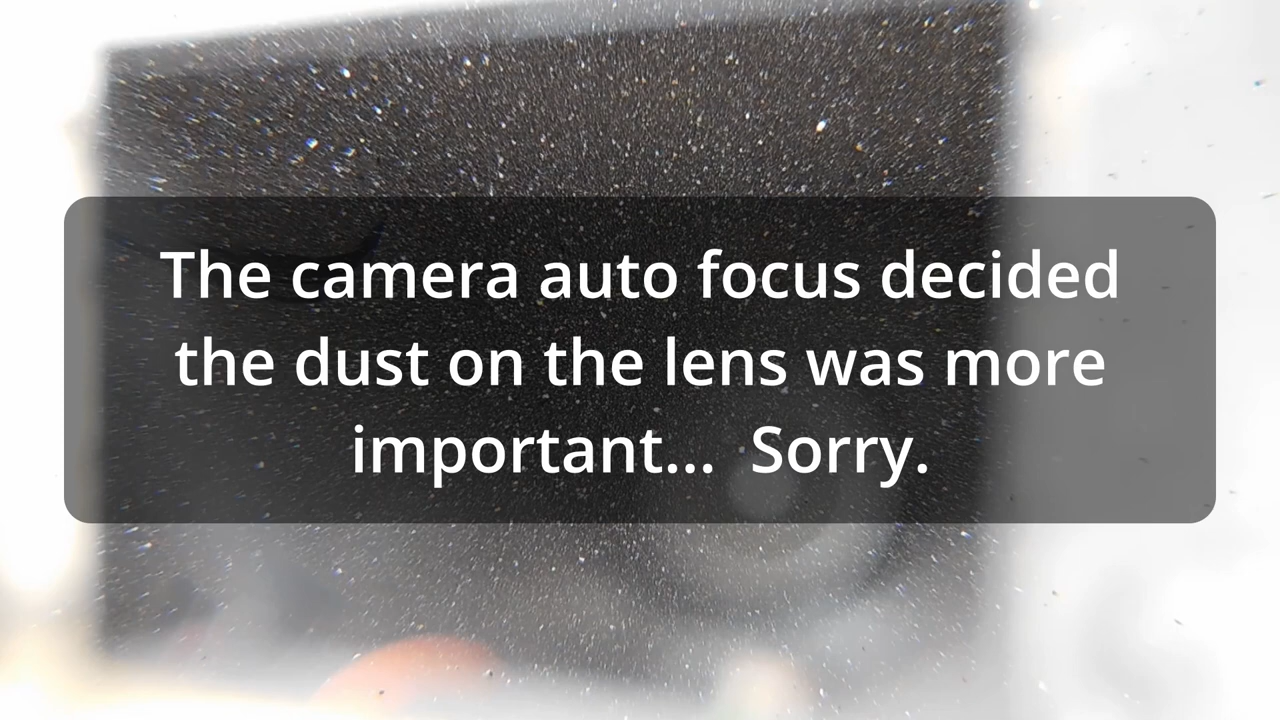 The camera auto focus decided
the dust on the lens was more
important...  Sorry.